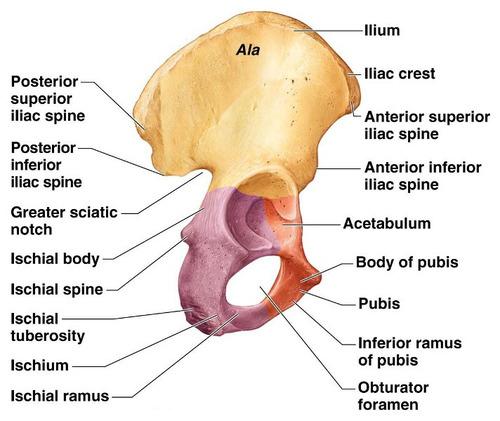 Ala
Posterior
superior
iliac spine
Posterior
inferior
iliac spine
Greater sciatic
notch
Ischial body
Ischial spine
Ischial
tuberosity
Ischium
Ischial ramus
Ilium
Iliac crest
Anterior superior
iliac spine
Anterior inferior
iliac spine
Acetabulum
Body of pubis
Pubis
Inferior ramus
of pubis
Obturator
foramen